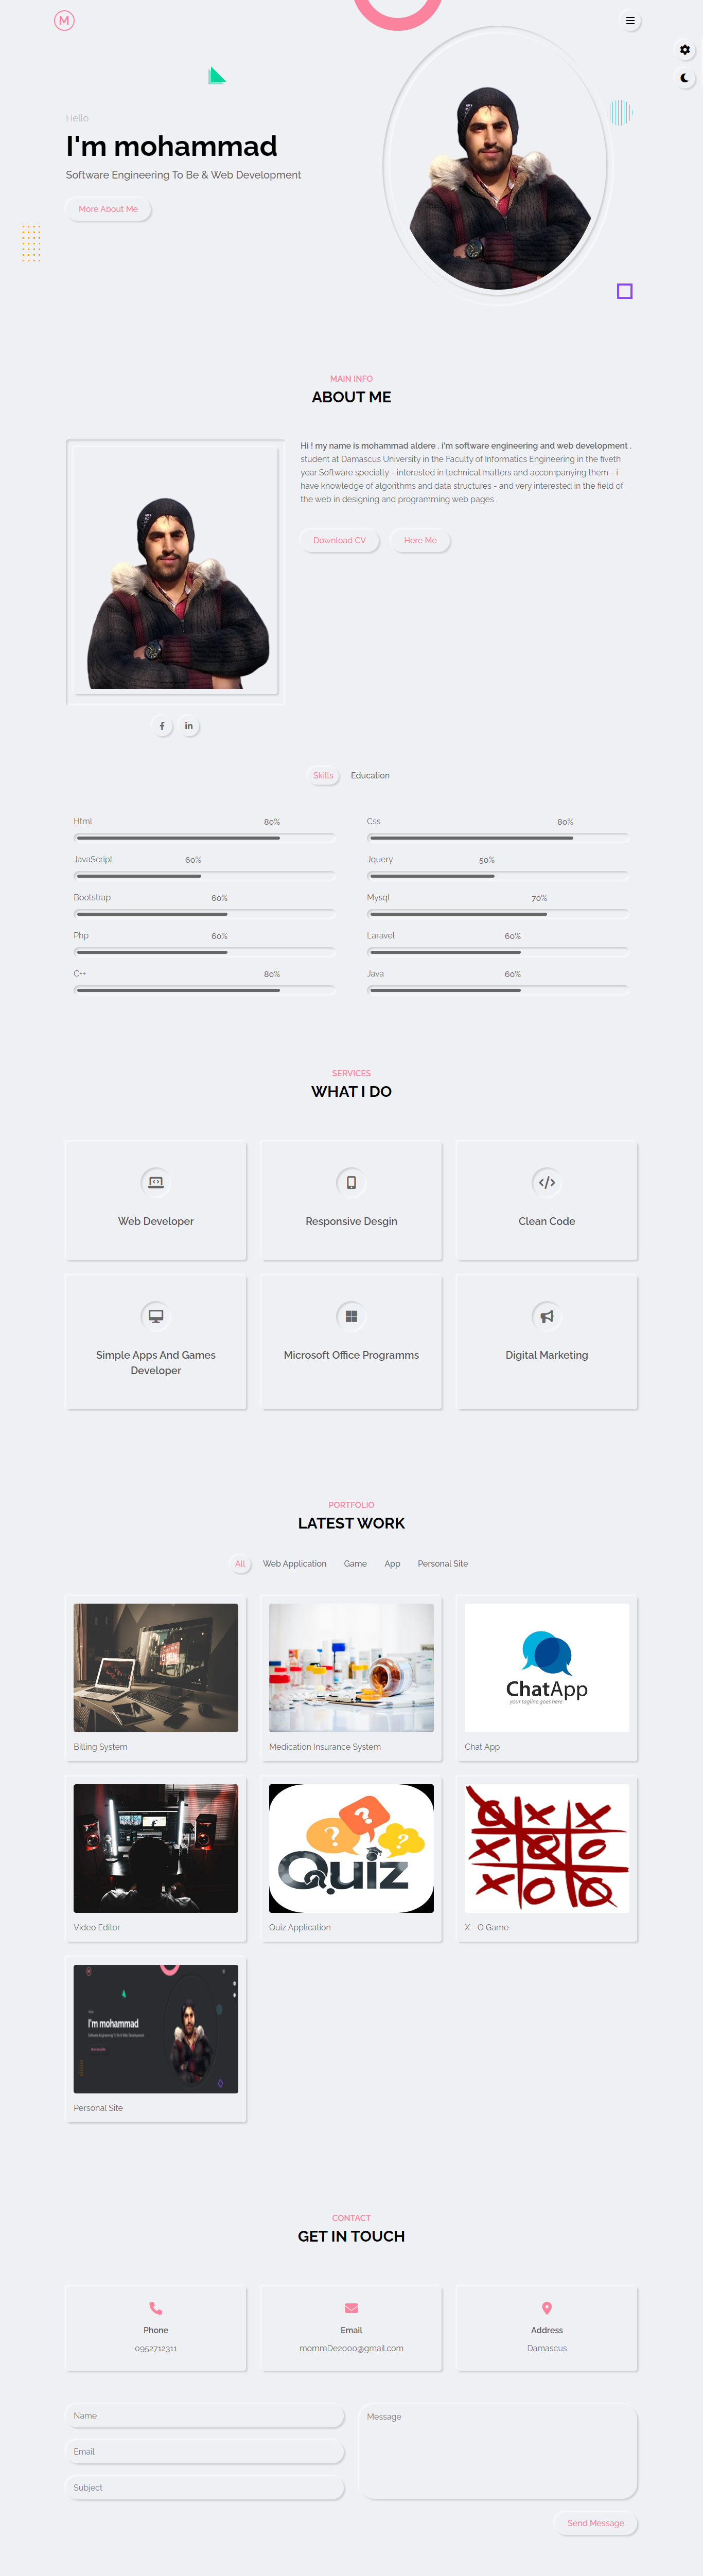 M
Hello
I'm mohammad
Software Engineering To Be & Web Development
More About Me
MAIN INFO
ABOUT ME
Hi ! my name is mohammad aldere . i'm software engineering and web development .
student at Damascus University in the Faculty of Informatics Engineering in the fiveth
year Software specialty - interested in technical matters and accompanying them - i
have knowledge of algorithms and data structures - and very interested in the field of
the web in designing and programming web pages .
Download CV
Here Me
Skills
Education
Html 80%
Css 80%
JavaScript 60%
Jquery 50%
Bootstrap 60%
Mysql 70%
Php 60%
Laravel 60%
C++ 80%
Java 60%
SERVICES
WHAT I DO
Web Developer
Responsive Desgin
Clean Code
Simple Apps And Games
Developer
Microsoft Office Programms
Digital Marketing
PORTFOLIO
LATEST WORK
All
Web Application
Game
App
Personal Site
Billing System
Medication Insurance System
ChatApp
your tagline goes here
Chat App
Video Editor
Quiz
Quiz Application
X - O Game
I'm mohammad
Software Engineering To Be & Web Development
Personal Site
CONTACT
GET IN TOUCH
Phone
0952712311
Email
mommDe2000@gmail.com
Address
Damascus
Name
Message
Email
Subject
Send Message